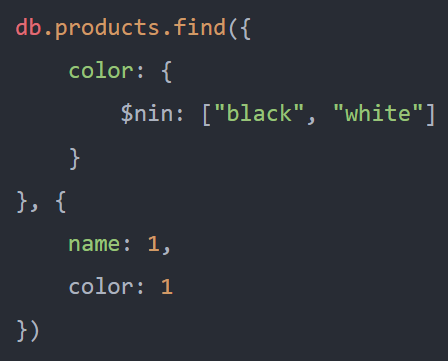 db.products.find({
    color: {
        $nin: ["black", "white"]
    }
}, {
    name: 1,
    color: 1
})